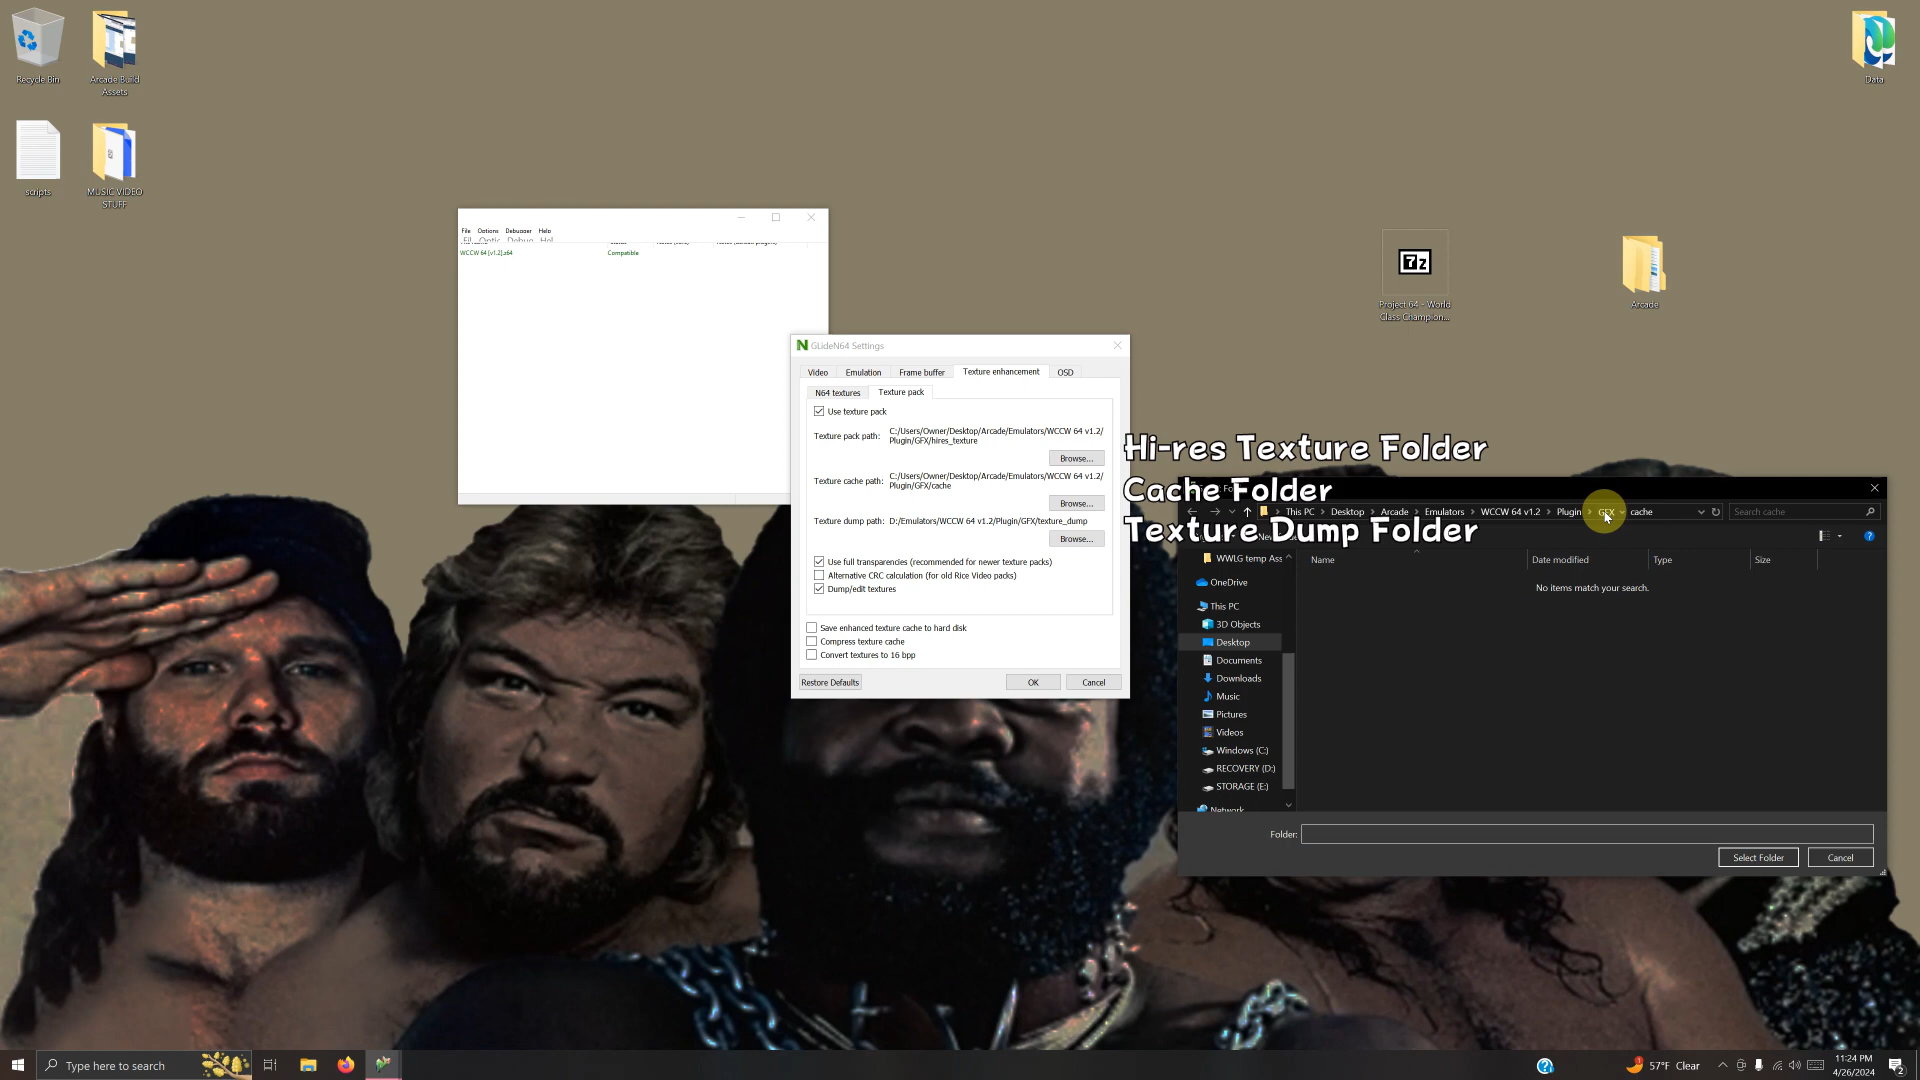 Recycle Bin
Arcade Build
Assets
Data
scripts
MUSIC VIDEO
STUFF
File Options Debugger Help
WCCW 64 [v1.2].z64 Compatible
7z
Project 64 - World
Class Champion...
Arcade
GLideN64 Settings
Video Emulation Frame buffer Texture enhancement OSD
N64 textures Texture pack
Use texture pack
Texture pack path: C:/Users/Owner/Desktop/Arcade/Emulators/WCCW 64 v1.2/
Plugin/GFX/hires_texture
Browse...
Texture cache path: C:/Users/Owner/Desktop/Arcade/Emulators/WCCW 64 v1.2/
Plugin/GFX/cache
Browse...
Texture dump path: D:/Emulators/WCCW 64 v1.2/Plugin/GFX/texture_dump
Browse...
Use full transparencies (recommended for newer texture packs)
Alternative CRC calculation (for old Rice Video packs)
Dump/edit textures
Save enhanced texture cache to hard disk
Compress texture cache
Convert textures to 16 bpp
Restore Defaults OK Cancel
Hi-res Texture Folder
Cache Folder
Texture Dump Folder
This PC Desktop Arcade Emulators WCCW 64 v1.2 Plugin GFX cache Search cache
WWLG temp Ass
OneDrive
This PC
3D Objects
Desktop
Documents
Downloads
Music
Pictures
Videos
Windows (C:)
RECOVERY (D:)
STORAGE (E:)
Network
Name Date modified Type Size
No items match your search.
Folder:
Select Folder Cancel
Type here to search
57°F Clear
11:24 PM
4/26/2024
2